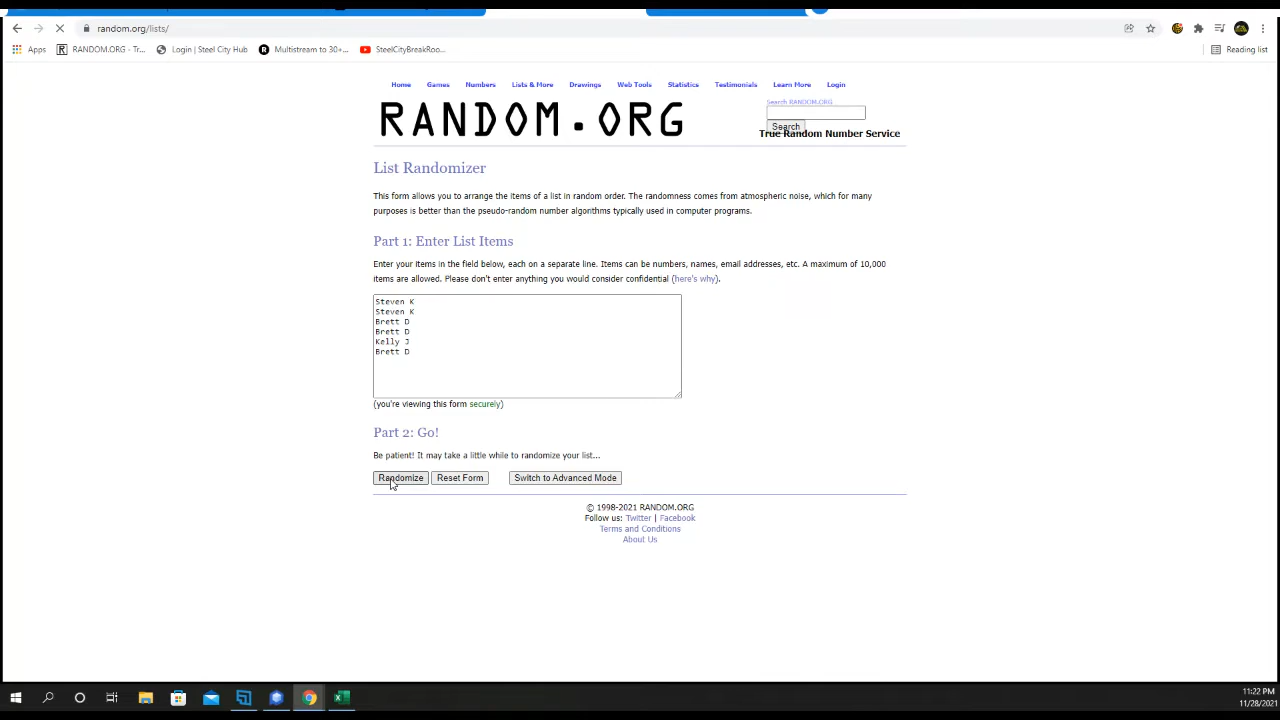 random.org/lists/
Apps
RANDOM.ORG - Tr...
Login | Steel City Hub
Multistream to 30+...
SteelCityBreakRoo...
Reading list
Home Games Numbers Lists & More Drawings Web Tools Statistics Testimonials Learn More Login
RANDOM.ORG
Search RANDOM.ORG
Search
True Random Number Service
List Randomizer
This form allows you to arrange the items of a list in random order. The randomness comes from atmospheric noise, which for many
purposes is better than the pseudo-random number algorithms typically used in computer programs.
Part 1: Enter List Items
Enter your items in the field below, each on a separate line. Items can be numbers, names, email addresses, etc. A maximum of 10,000
items are allowed. Please don't enter anything you would consider confidential (here's why).
Steven K
Steven K
Brett D
Brett D
Kelly J
Brett D
(you're viewing this form securely)
Part 2: Go!
Be patient! It may take a little while to randomize your list...
Randomize Reset Form Switch to Advanced Mode
© 1998-2021 RANDOM.ORG
Follow us: Twitter | Facebook
Terms and Conditions
About Us
11:22 PM
11/28/2021